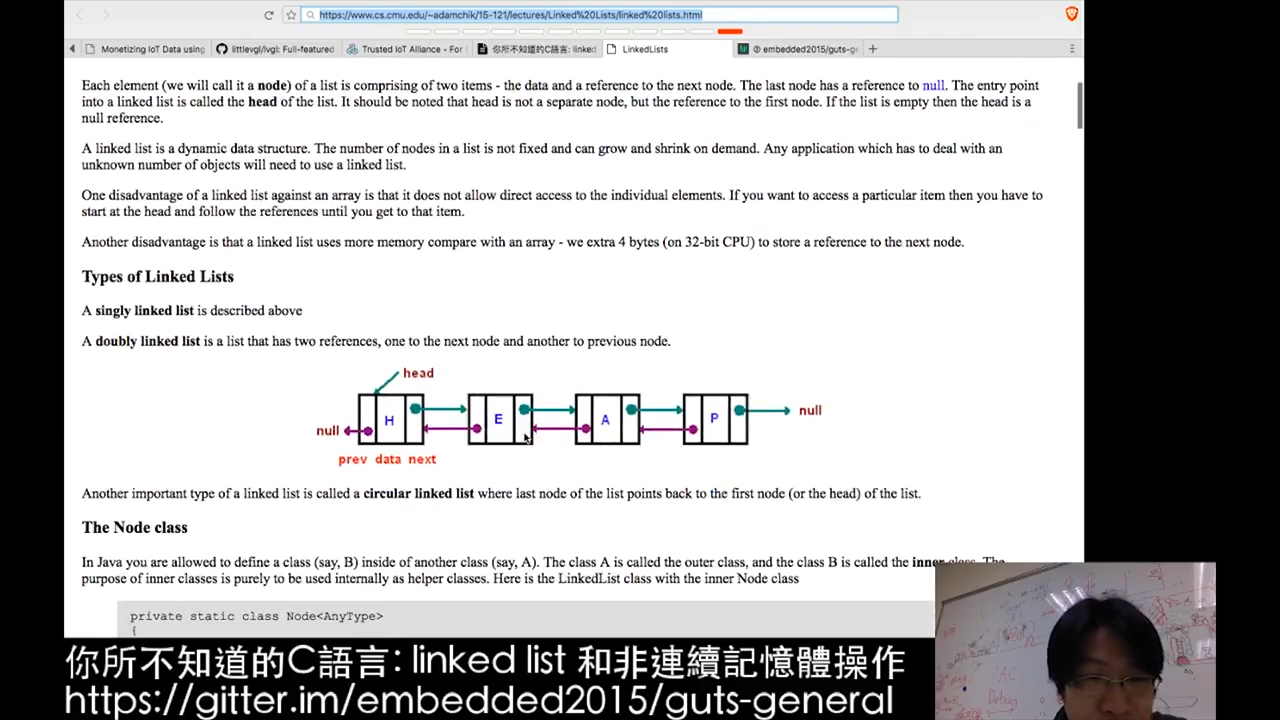 https://www.cs.cmu.edu/~adamchik/15-121/lectures/Linked%20Lists/linked%20lists.html
Monetizing IoT Data using
littlevgl/lvgl: Full-featured
Trusted IoT Alliance - For
你所不知道的C語言: linked
LinkedLists
embedded2015/guts-g
Each element (we will call it a node) of a list is comprising of two items - the data and a reference to the next node. The last node has a reference to null. The entry point
into a linked list is called the head of the list. It should be noted that head is not a separate node, but the reference to the first node. If the list is empty then the head is a
null reference.
A linked list is a dynamic data structure. The number of nodes in a list is not fixed and can grow and shrink on demand. Any application which has to deal with an
unknown number of objects will need to use a linked list.
One disadvantage of a linked list against an array is that it does not allow direct access to the individual elements. If you want to access a particular item then you have to
start at the head and follow the references until you get to that item.
Another disadvantage is that a linked list uses more memory compare with an array - we extra 4 bytes (on 32-bit CPU) to store a reference to the next node.
Types of Linked Lists
A singly linked list is described above
A doubly linked list is a list that has two references, one to the next node and another to previous node.
head
H E A P
null
null
prev data next
Another important type of a linked list is called a circular linked list where last node of the list points back to the first node (or the head) of the list.
The Node class
In Java you are allowed to define a class (say, B) inside of another class (say, A). The class A is called the outer class, and the class B is called the inner class. The
purpose of inner classes is purely to be used internally as helper classes. Here is the LinkedList class with the inner Node class
private static class Node<AnyType>
{
Debug
你所不知道的C語言: linked list 和非連續記憶體操作
https://gitter.im/embedded2015/guts-general